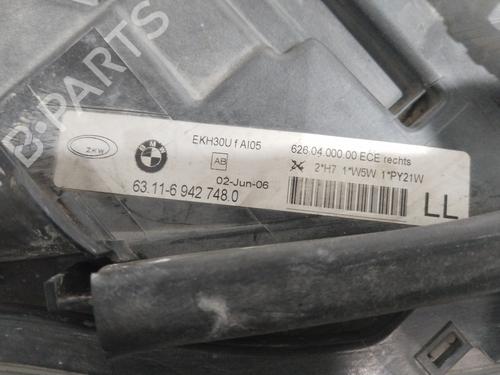 B-PARTS
ZKW
BMW
EKH30U f AI05
AB
02-Jun-06
63.11-6 942 748.0
626.04.000.00 ECE rechts
2*H7 1*W5W 1*PY21W
LL